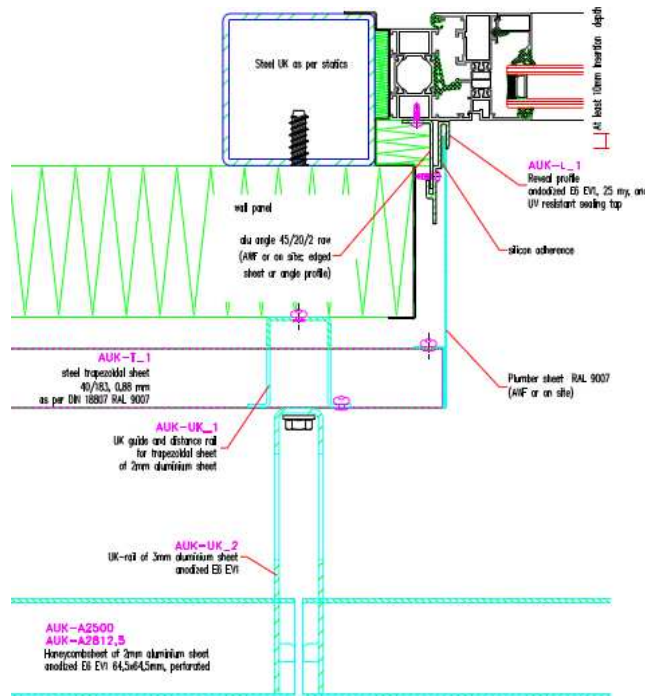 Steel UK as per statics
At least 10mm insertion depth
AUK-L_1
Reveal profile
andodized E6 EV1, 25 my, and
UV resistant sealing tap
wall panel
alu angle 45/20/2 raw
(AWF or on site; edged
sheet ur angle profile)
silicon adherence
AUK-T_1
steel trapezoidal sheet
40/183, 0.88 mm
as per DIN 18807 RAL 9007
Plumber sheet RAL 9007
(AWF or on site)
AUK-UK_1
UK guide and distance rail
for trapezoidal sheet
of 2mm aluminium sheet
AUK-UK_2
UK-rail of 3mm aluminium sheet
anodized E6 EV1
AUK-A2500
AUK-A2812,5
Honeycombsheet of 2mm aluminium sheet
anodized E6 EV1 64,5x64,5mm, perforated